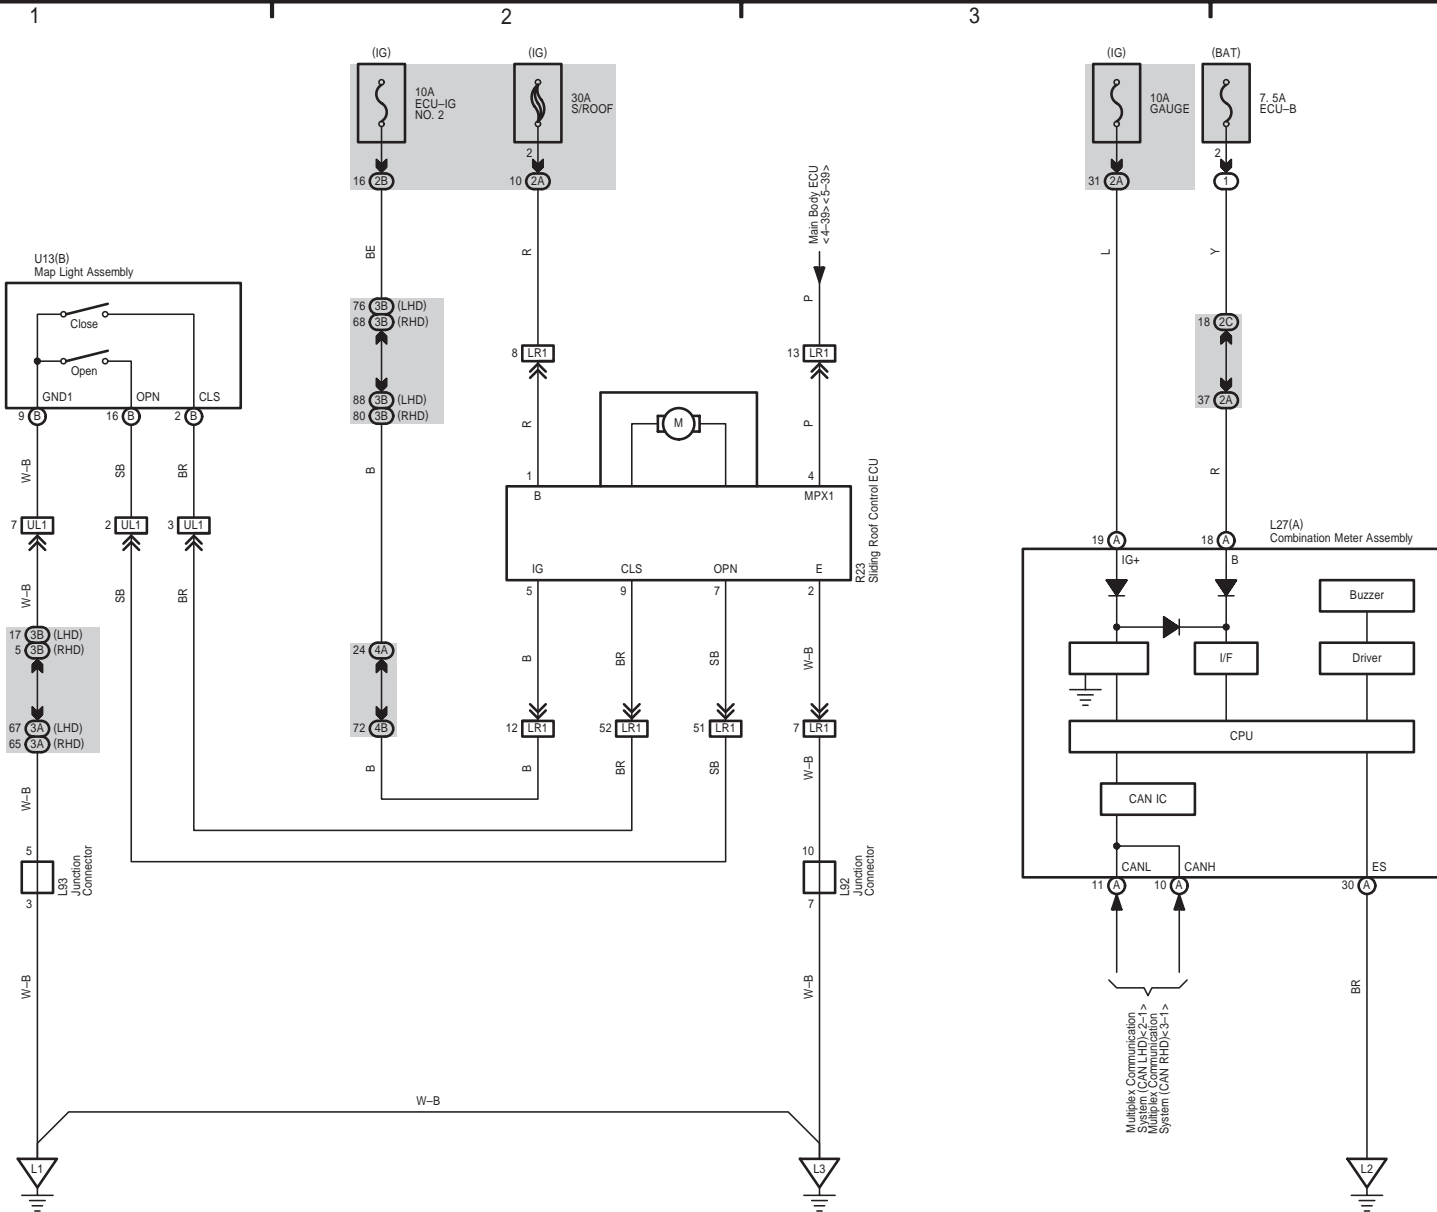 1
2
3
(IG)
(IG)
(IG)
(BAT)
10A
ECU–IG
NO. 2
30A
S/ROOF
10A
GAUGE
7. 5A
ECU–B
2
2
16 2B
10 2A
31 2A
1
Main Body ECU
<4–39><5–39>
BE
R
P
L
Y
U13(B)
Map Light Assembly
Close
Open
GND1
OPN
CLS
9 B
16 B
2 B
76 3B (LHD)
68 3B (RHD)
88 3B (LHD)
80 3B (RHD)
8 LR1
13 LR1
18 2C
37 2A
M
W–B
SB
BR
B
R
P
R
1
4
B
MPX1
IG
CLS
OPN
E
R23
Sliding Roof Control ECU
5
9
7
2
7 UL1
2 UL1
3 UL1
W–B
SB
BR
17 3B (LHD)
5 3B (RHD)
67 3A (LHD)
65 3A (RHD)
24 4A
72 4B
B
BR
SB
W–B
12 LR1
52 LR1
51 LR1
7 LR1
W–B
B
B
BR
SB
W–B
5
L93
Junction
Connector
3
10
L92
Junction
Connector
7
W–B
W–B
W–B
L1
L3
L27(A)
Combination Meter Assembly
19 A
18 A
IG+
B
Buzzer
I/F
Driver
CPU
CAN IC
CANL
CANH
ES
11 A
10 A
30 A
BR
Multiplex Communication
System (CAN LHD)<2–1>
Multiplex Communication
System (CAN RHD)<3–1>
L2